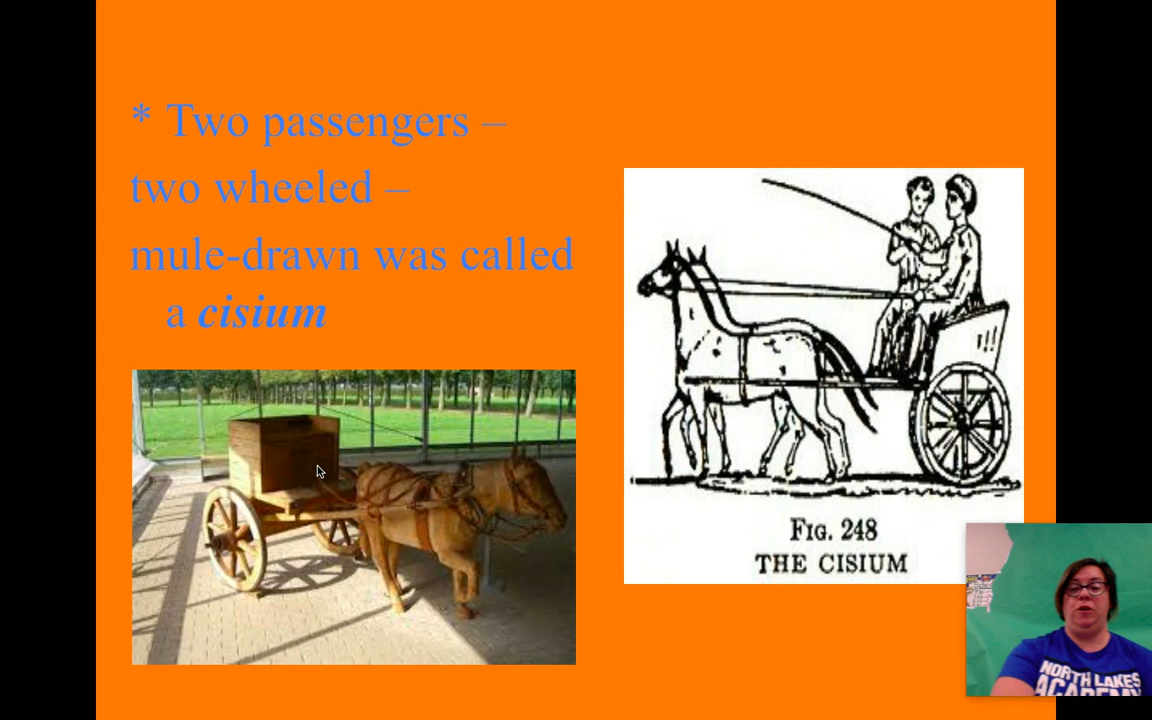 * Two passengers –
two wheeled –
mule-drawn was called
a cisium
FIG. 248
THE CISIUM
NORTH LAKES
ACADEMY